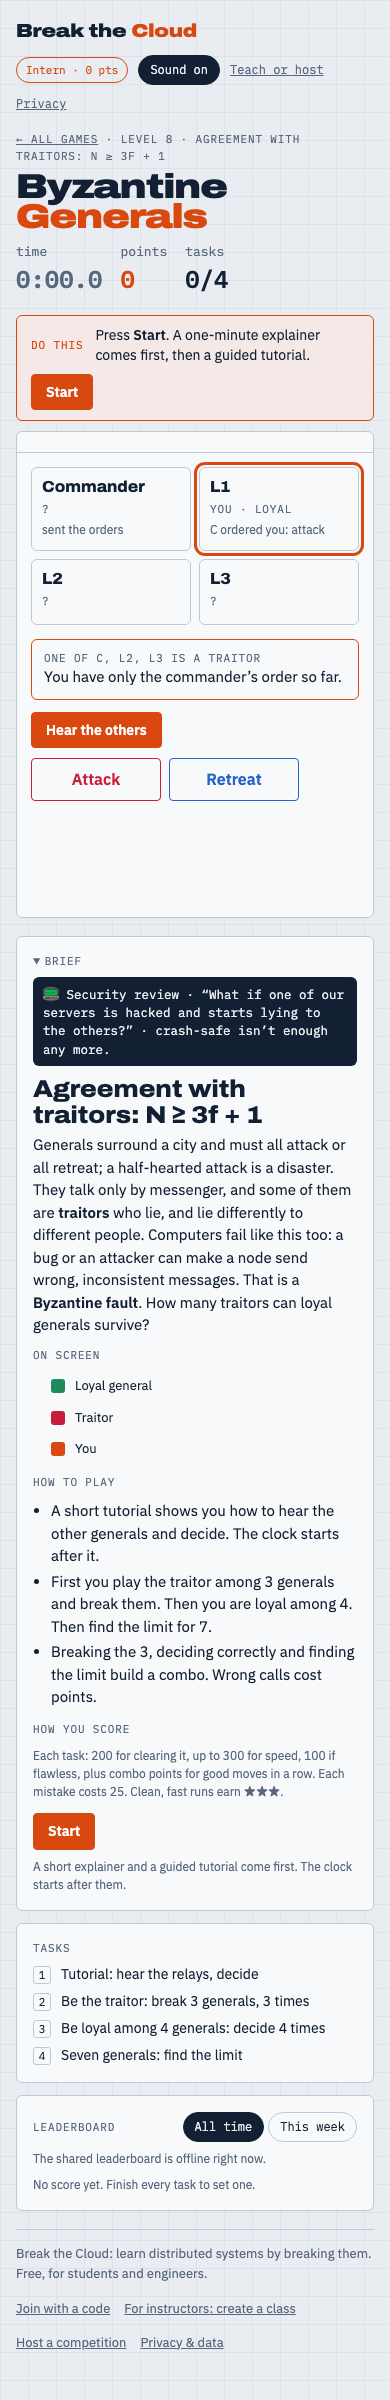 Break the Cloud
Intern · 0 pts
Sound on
Teach or host
Privacy
← ALL GAMES · LEVEL 8 · AGREEMENT WITH
TRAITORS: N ≥ 3F + 1
Byzantine
Generals
time points tasks
0:00.0 0 0/4
DO THIS
Press Start. A one-minute explainer
comes first, then a guided tutorial.
Start
Commander
?
sent the orders
L1
YOU · LOYAL
C ordered you: attack
L2
?
L3
?
ONE OF C, L2, L3 IS A TRAITOR
You have only the commander’s order so far.
Hear the others
Attack
Retreat
▼ BRIEF
Security review · “What if one of our
servers is hacked and starts lying to
the others?” · crash-safe isn’t enough
any more.
Agreement with
traitors: N ≥ 3f + 1
Generals surround a city and must all attack or
all retreat; a half-hearted attack is a disaster.
They talk only by messenger, and some of them
are traitors who lie, and lie differently to
different people. Computers fail like this too: a
bug or an attacker can make a node send
wrong, inconsistent messages. That is a
Byzantine fault. How many traitors can loyal
generals survive?
ON SCREEN
Loyal general
Traitor
You
HOW TO PLAY
• A short tutorial shows you how to hear the
other generals and decide. The clock starts
after it.
• First you play the traitor among 3 generals
and break them. Then you are loyal among 4.
Then find the limit for 7.
• Breaking the 3, deciding correctly and finding
the limit build a combo. Wrong calls cost
points.
HOW YOU SCORE
Each task: 200 for clearing it, up to 300 for speed, 100 if
flawless, plus combo points for good moves in a row. Each
mistake costs 25. Clean, fast runs earn ★★★.
Start
A short explainer and a guided tutorial come first. The clock
starts after them.
TASKS
1 Tutorial: hear the relays, decide
2 Be the traitor: break 3 generals, 3 times
3 Be loyal among 4 generals: decide 4 times
4 Seven generals: find the limit
LEADERBOARD
All time
This week
The shared leaderboard is offline right now.
No score yet. Finish every task to set one.
Break the Cloud: learn distributed systems by breaking them.
Free, for students and engineers.
Join with a code For instructors: create a class
Host a competition Privacy & data